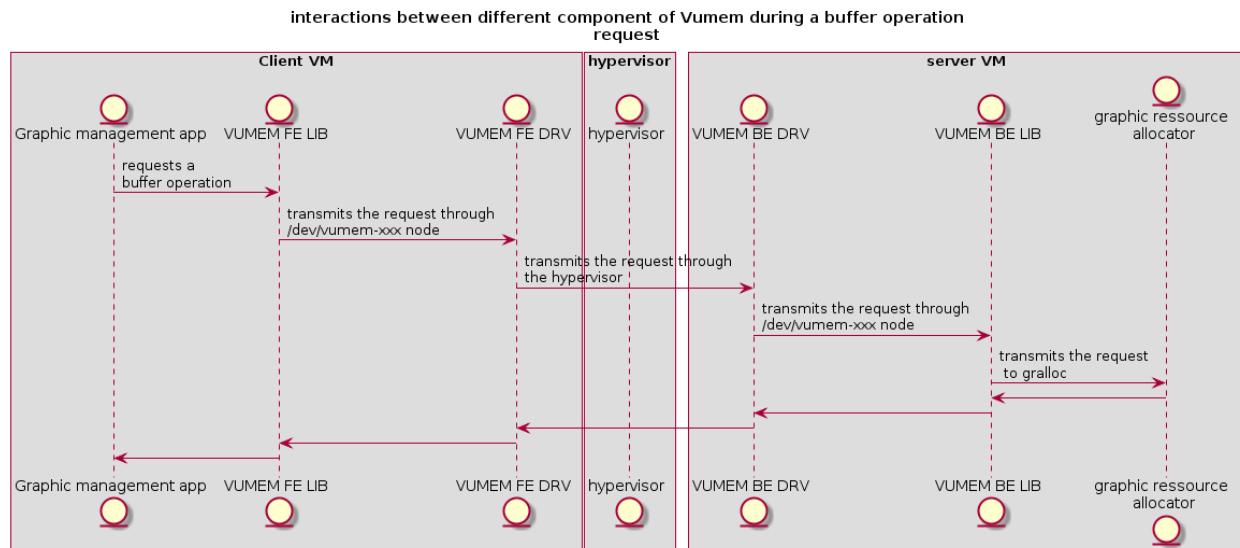 interactions between different component of Vumem during a buffer operation
request
Client VM
hypervisor
server VM
Graphic management app
VUMEM FE LIB
VUMEM FE DRV
hypervisor
VUMEM BE DRV
VUMEM BE LIB
graphic ressource
allocator
requests a
buffer operation
transmits the request through
/dev/vumem-xxx node
transmits the request through
the hypervisor
transmits the request through
/dev/vumem-xxx node
transmits the request
to gralloc
Graphic management app
VUMEM FE LIB
VUMEM FE DRV
hypervisor
VUMEM BE DRV
VUMEM BE LIB
graphic ressource
allocator